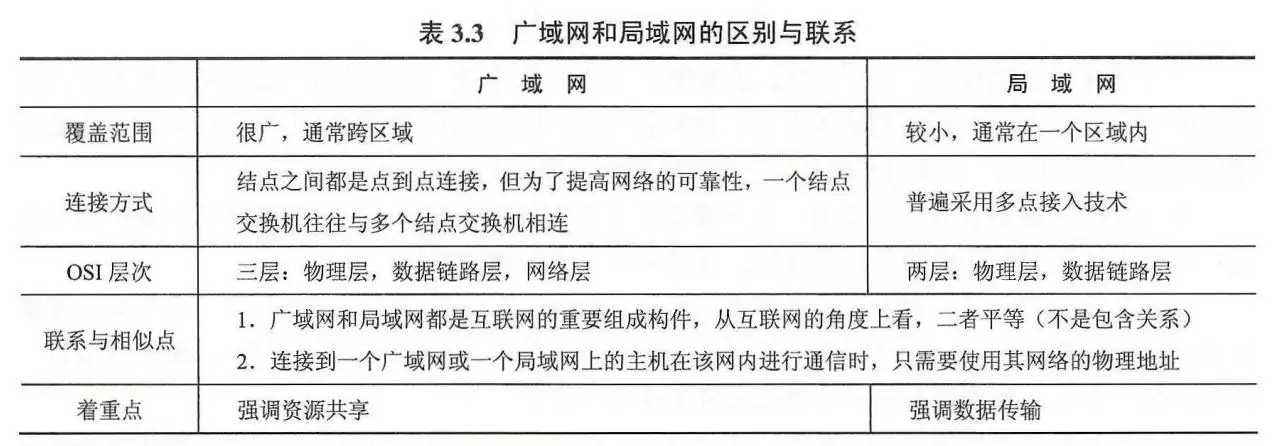 表 3.3 广域网和局域网的区别与联系
广 域 网 局 域 网
覆盖范围 很广，通常跨区域 较小，通常在一个区域内
连接方式 结点之间都是点到点连接，但为了提高网络的可靠性，一个结点
交换机往往与多个结点交换机相连 普遍采用多点接入技术
OSI 层次 三层：物理层，数据链路层，网络层 两层：物理层，数据链路层
联系与相似点 1．广域网和局域网都是互联网的重要组成构件，从互联网的角度上看，二者平等（不是包含关系）
2．连接到一个广域网或一个局域网上的主机在该网内进行通信时，只需要使用其网络的物理地址
着重点 强调资源共享 强调数据传输